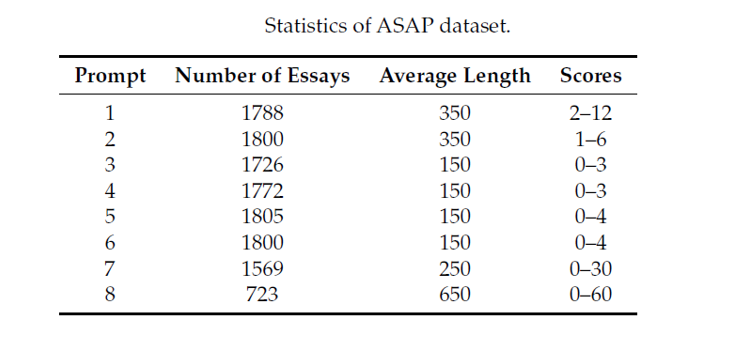 Statistics of ASAP dataset.
Prompt Number of Essays Average Length Scores
1 1788 350 2–12
2 1800 350 1–6
3 1726 150 0–3
4 1772 150 0–3
5 1805 150 0–4
6 1800 150 0–4
7 1569 250 0–30
8 723 650 0–60